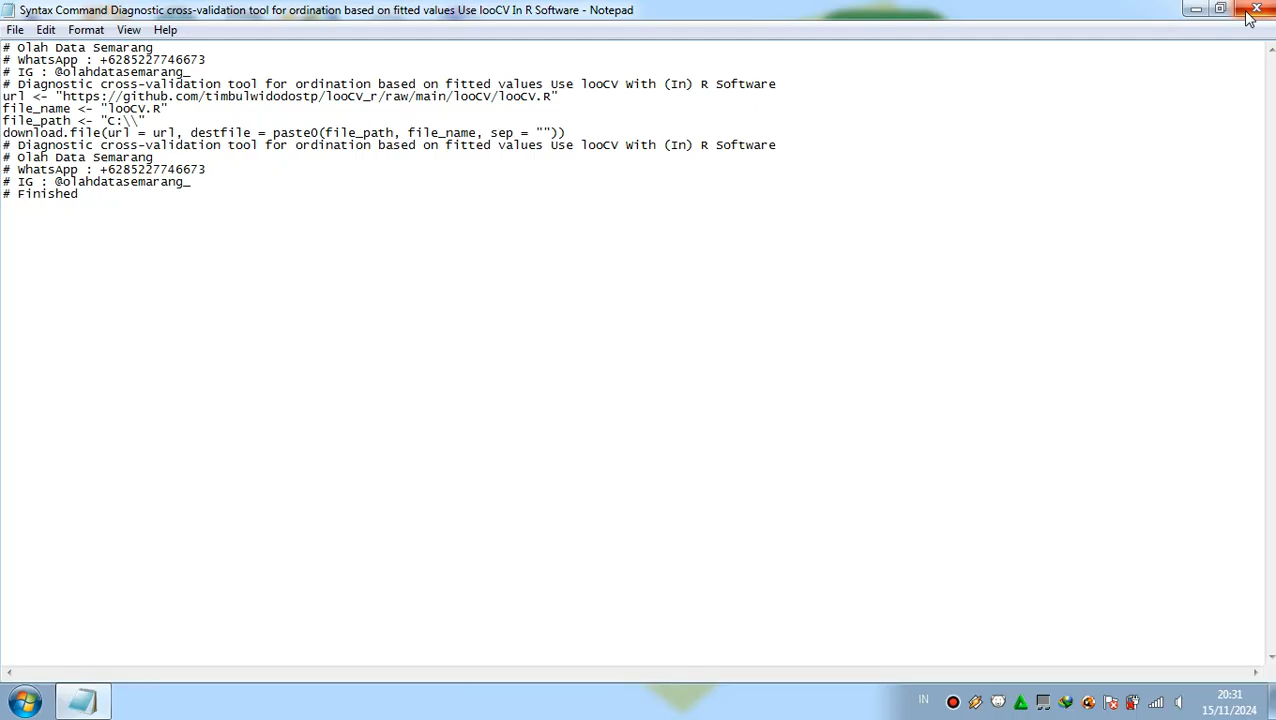 Syntax Command Diagnostic cross-validation tool for ordination based on fitted values Use looCV In R Software - Notepad
File Edit Format View Help
# Olah Data Semarang
# WhatsApp : +6285227746673
# IG : @olahdatasemarang_
# Diagnostic cross-validation tool for ordination based on fitted values Use looCV With (In) R Software
url <- "https://github.com/timbulwidodostp/looCV_r/raw/main/looCV/looCV.R"
file_name <- "looCV.R"
file_path <- "C:\\"
download.file(url = url, destfile = paste0(file_path, file_name, sep = ""))
# Diagnostic cross-validation tool for ordination based on fitted values Use looCV With (In) R Software
# Olah Data Semarang
# WhatsApp : +6285227746673
# IG : @olahdatasemarang_
# Finished
IN
20:31
15/11/2024